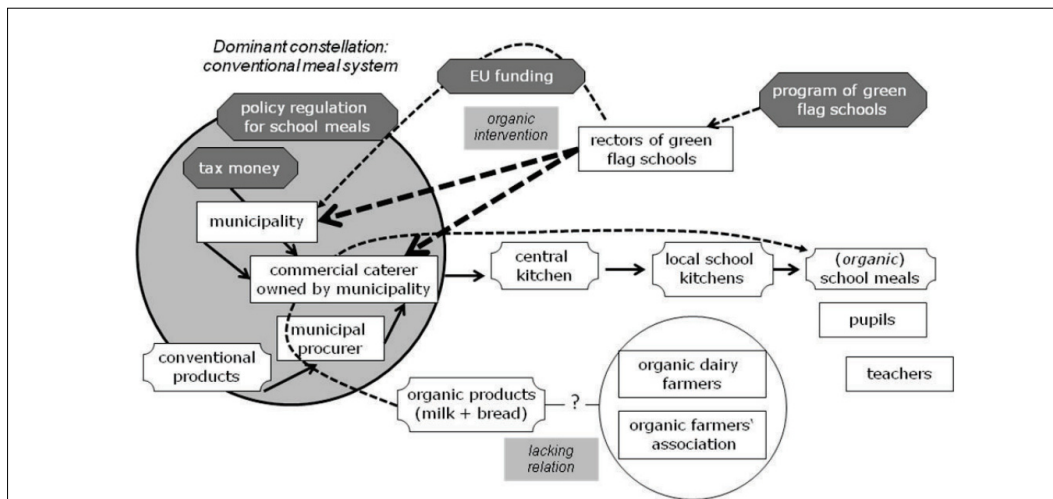 Dominant constellation:
conventional meal system
EU funding
program of green
flag schools
policy regulation
for school meals
organic
intervention
rectors of green
flag schools
tax money
municipality
commercial caterer
owned by municipality
central
kitchen
local school
kitchens
(organic)
school meals
municipal
procurer
pupils
conventional
products
organic dairy
farmers
teachers
organic products
(milk + bread)
?
organic farmers'
association
lacking
relation